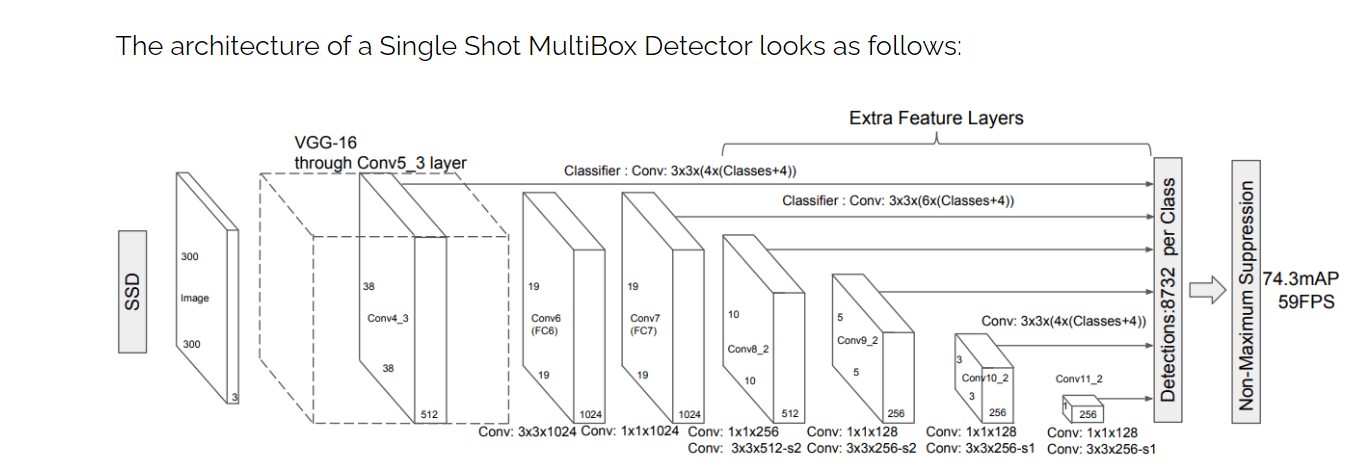 The architecture of a Single Shot MultiBox Detector looks as follows:
Extra Feature Layers
VGG-16
through Conv5_3 layer
Classifier : Conv: 3x3x(4x(Classes+4))
Classifier : Conv: 3x3x(6x(Classes+4))
SSD
300
Image
300
3
38
Conv4_3
38
512
19
Conv6
(FC6)
19
1024
19
Conv7
(FC7)
19
1024
10
Conv8_2
10
512
5
Conv9_2
5
256
Conv: 3x3x(4x(Classes+4))
3
Conv10_2
3
256
Conv11_2
1
256
Detections:8732 per Class
Non-Maximum Suppression
74.3mAP
59FPS
Conv: 3x3x1024 Conv: 1x1x1024 Conv: 1x1x256 Conv: 1x1x128 Conv: 1x1x128 Conv: 1x1x128
Conv: 3x3x512-s2 Conv: 3x3x256-s2 Conv: 3x3x256-s1 Conv: 3x3x256-s1